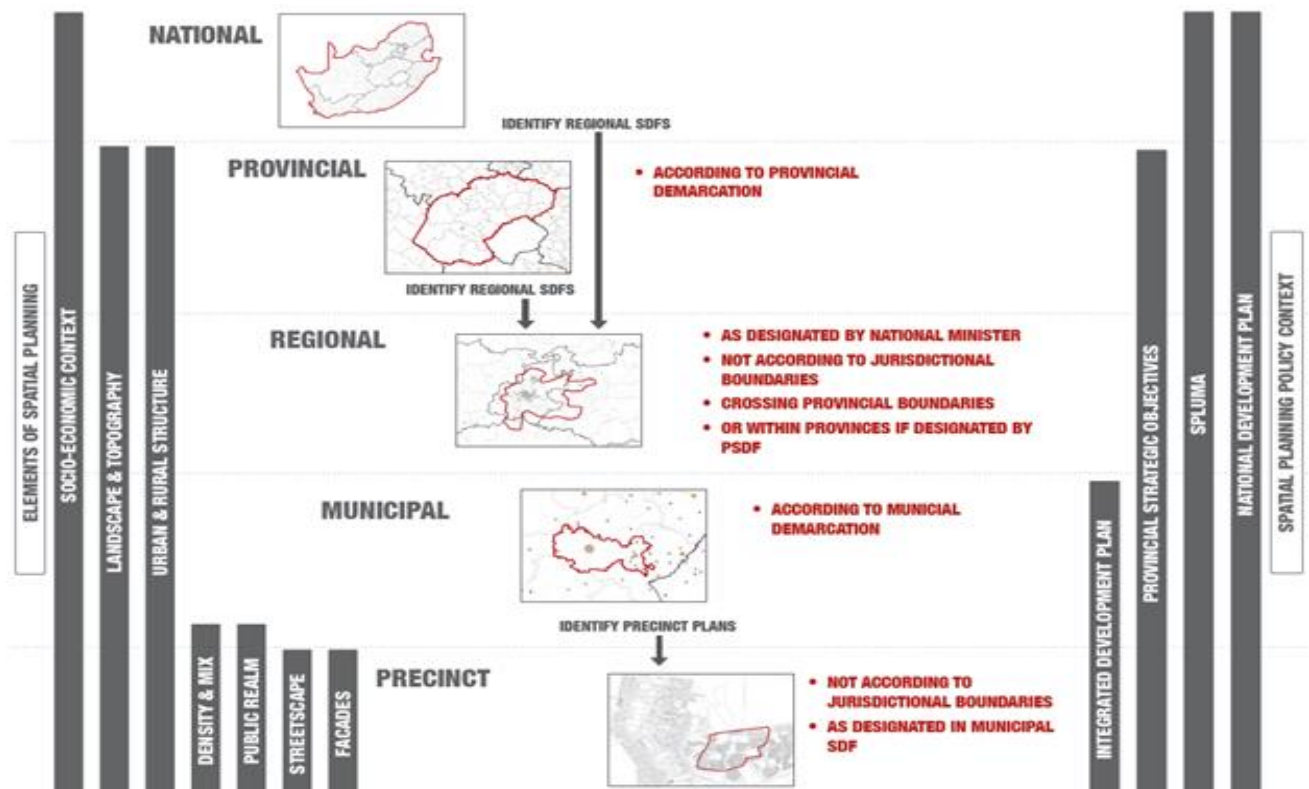 NATIONAL
IDENTIFY REGIONAL SDFS
PROVINCIAL
• ACCORDING TO PROVINCIAL
DEMARCATION
IDENTIFY REGIONAL SDFS
REGIONAL
• AS DESIGNATED BY NATIONAL MINISTER
• NOT ACCORDING TO JURISDICTIONAL
BOUNDARIES
• CROSSING PROVINCIAL BOUNDARIES
• OR WITHIN PROVINCES IF DESIGNATED BY
PSDF
MUNICIPAL
• ACCORDING TO MUNICIAL
DEMARCATION
IDENTIFY PRECINCT PLANS
PRECINCT
• NOT ACCORDING TO
JURISDICTIONAL BOUNDARIES
• AS DESIGNATED IN MUNICIPAL
SDF
ELEMENTS OF SPATIAL PLANNING
SOCIO-ECONOMIC CONTEXT
LANDSCAPE & TOPOGRAPHY
URBAN & RURAL STRUCTURE
DENSITY & MIX
PUBLIC REALM
STREETSCAPE
FACADES
INTEGRATED DEVELOPMENT PLAN
PROVINCIAL STRATEGIC OBJECTIVES
SPLUMA
NATIONAL DEVELOPMENT PLAN
SPATIAL PLANNING POLICY CONTEXT